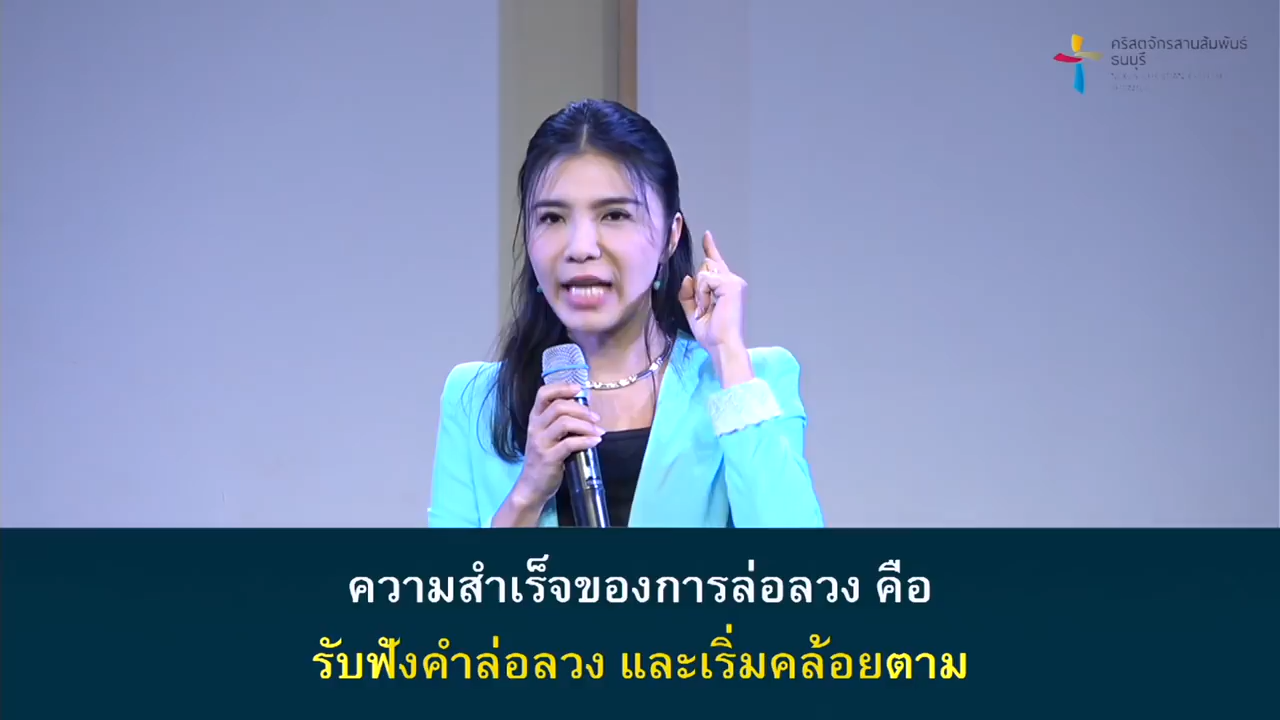 คริสตจักรสานสัมพันธ์
ธนบุรี
ความสำเร็จของการล่อลวง คือ
รับฟังคำล่อลวง และเริ่มคล้อยตาม